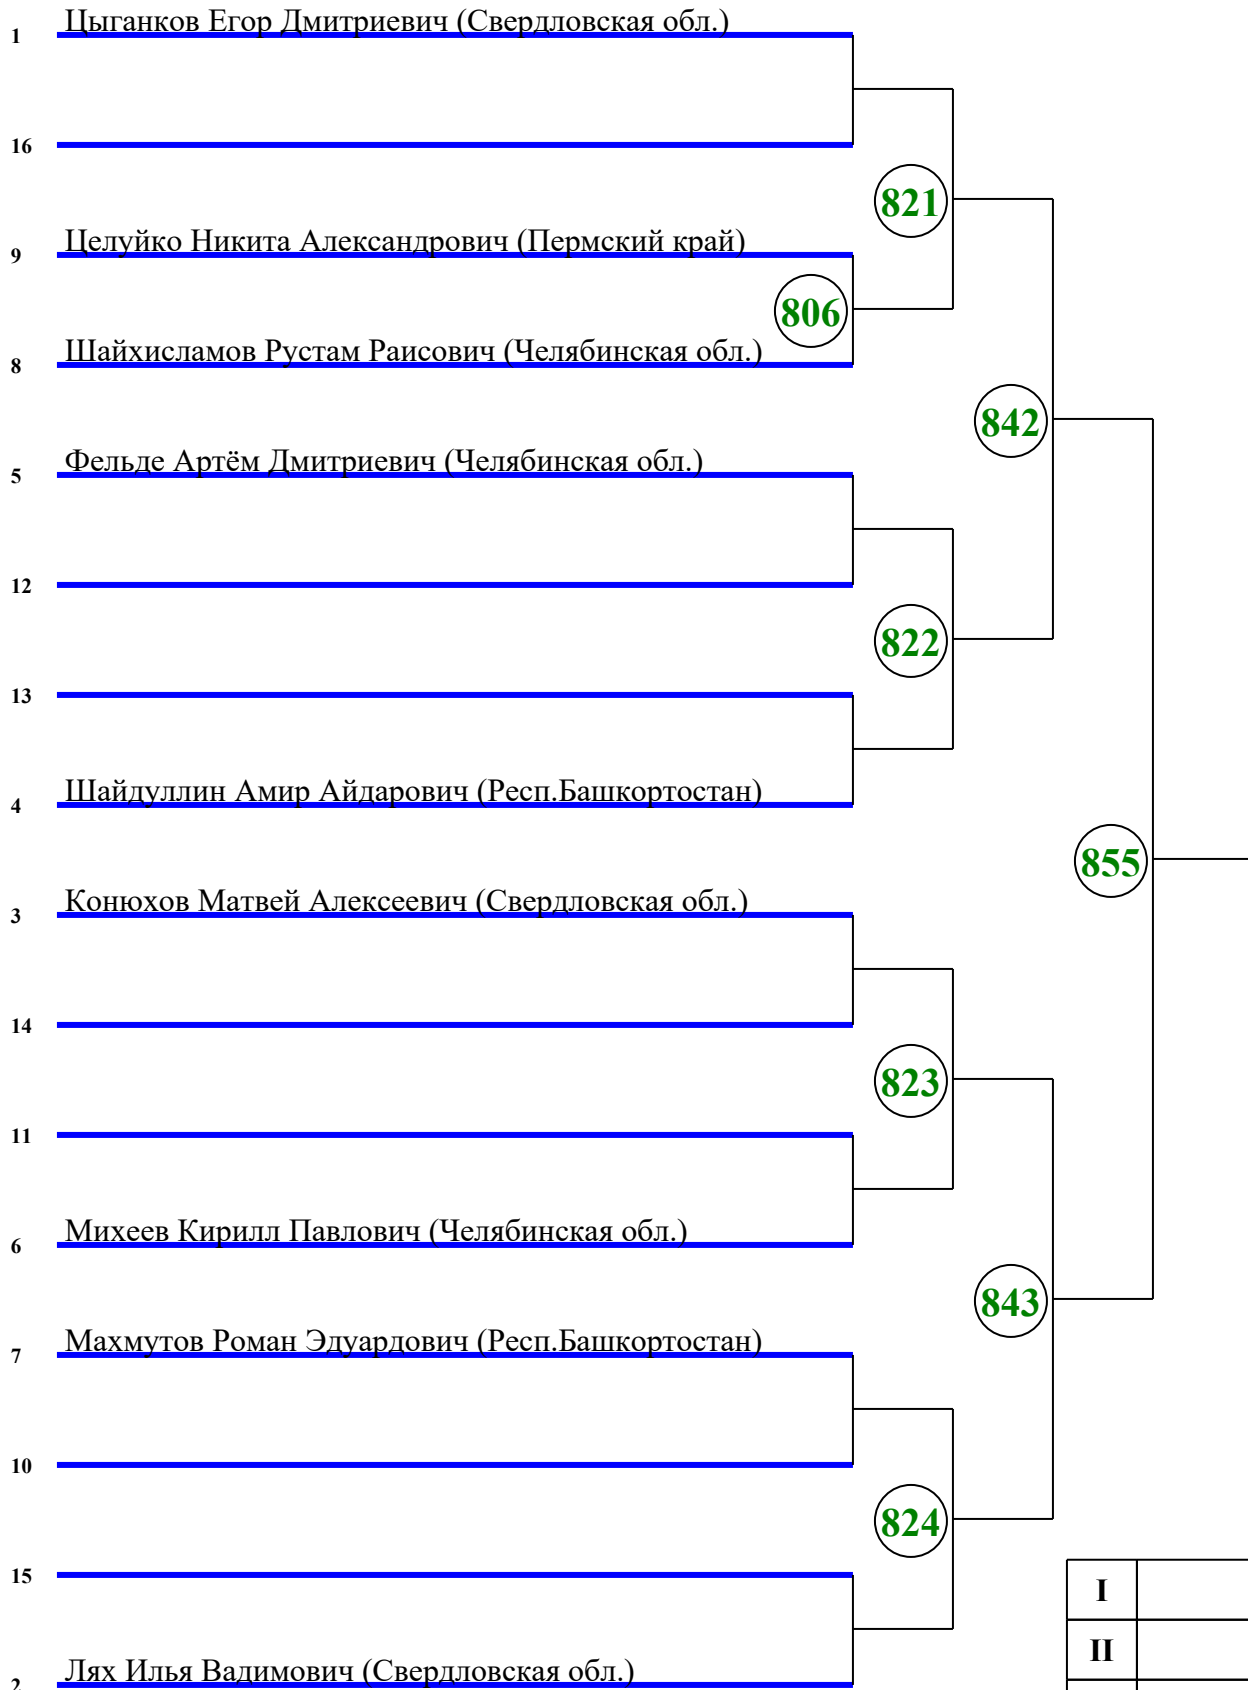 1 Цыганков Егор Дмитриевич (Свердловская обл.)
16
821
9 Целуйко Никита Александрович (Пермский край)
806
8 Шайхисламов Рустам Раисович (Челябинская обл.)
842
5 Фельде Артём Дмитриевич (Челябинская обл.)
12
822
13
4 Шайдуллин Амир Айдарович (Респ.Башкортостан)
855
3 Конюхов Матвей Алексеевич (Свердловская обл.)
14
823
11
6 Михеев Кирилл Павлович (Челябинская обл.)
843
7 Махмутов Роман Эдуардович (Респ.Башкортостан)
10
824
15
I
II
2 Лях Илья Вадимович (Свердловская обл.)